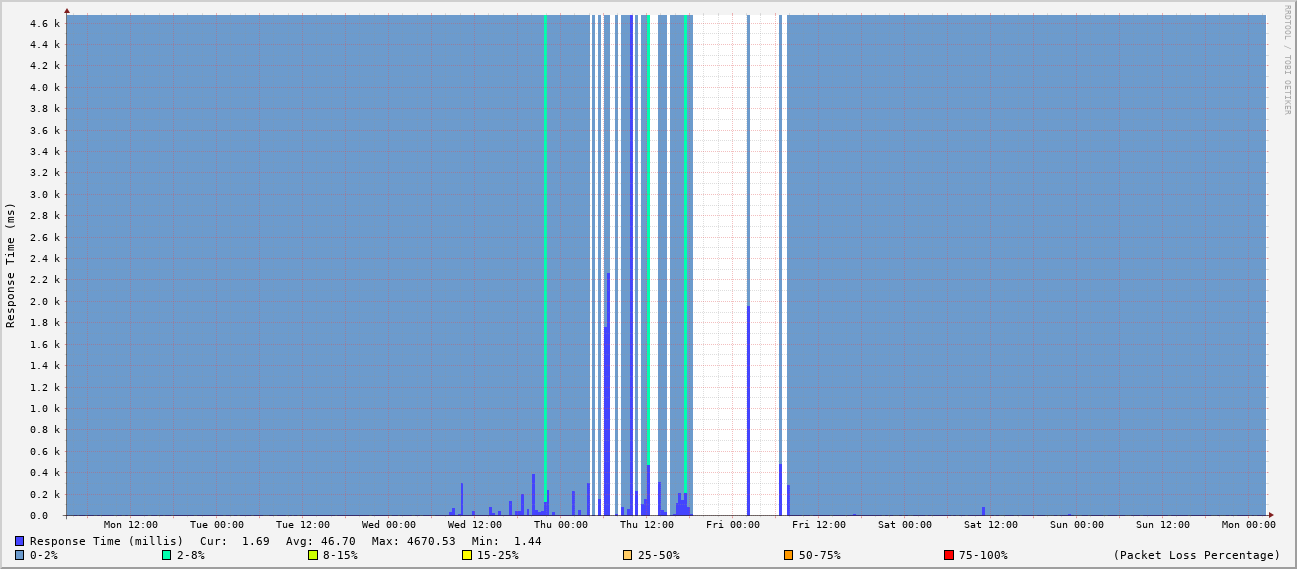 RRDTOOL / TOBI OETIKER
Response Time (ms)
4.6 k
4.4 k
4.2 k
4.0 k
3.8 k
3.6 k
3.4 k
3.2 k
3.0 k
2.8 k
2.6 k
2.4 k
2.2 k
2.0 k
1.8 k
1.6 k
1.4 k
1.2 k
1.0 k
0.8 k
0.6 k
0.4 k
0.2 k
0.0
Mon 12:00 Tue 00:00 Tue 12:00 Wed 00:00 Wed 12:00 Thu 00:00 Thu 12:00 Fri 00:00 Fri 12:00 Sat 00:00 Sat 12:00 Sun 00:00 Sun 12:00 Mon 00:00
Response Time (millis) Cur: 1.69 Avg: 46.70 Max: 4670.53 Min: 1.44
0-2% 2-8% 8-15% 15-25% 25-50% 50-75% 75-100% (Packet Loss Percentage)